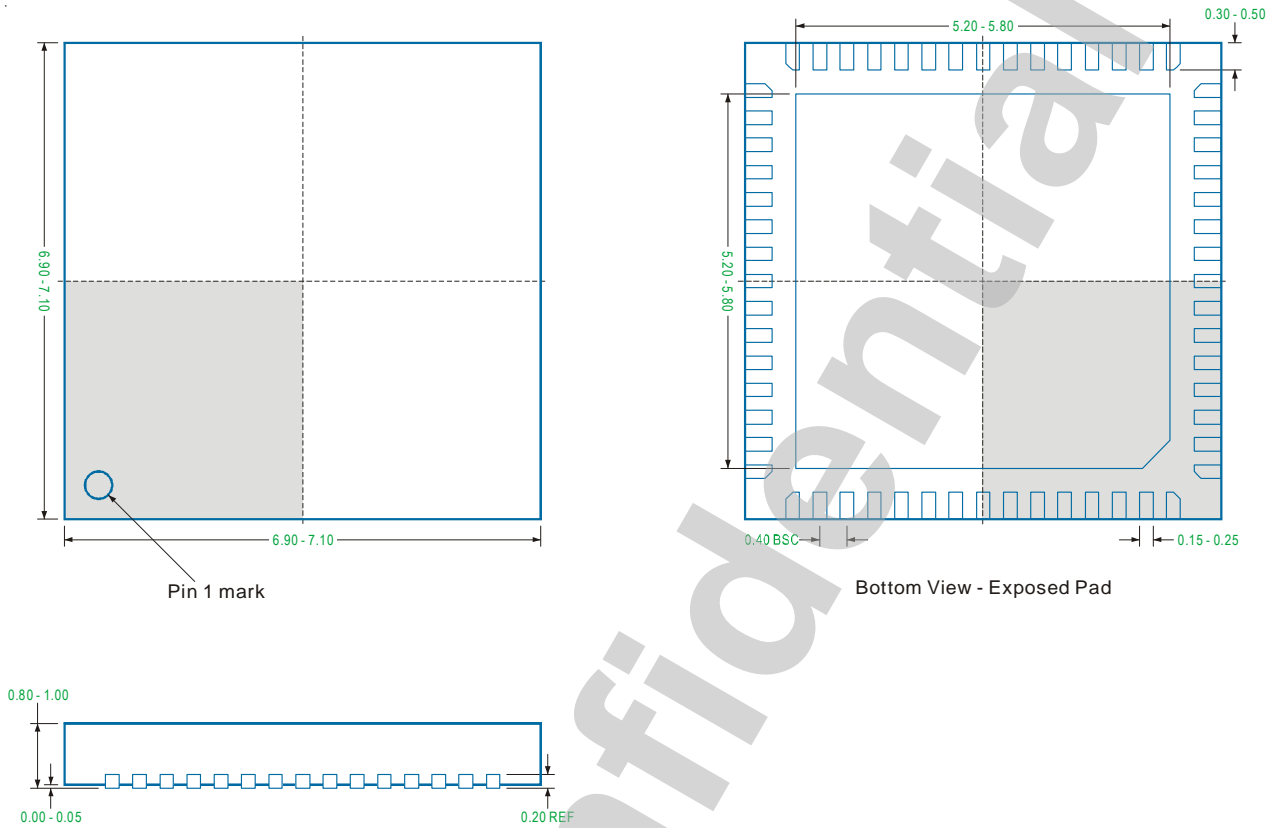 5.20 - 5.80
0.30 - 0.50
6.90 - 7.10
5.20 - 5.80
6.90 - 7.10
0.40 BSC
0.15 - 0.25
Pin 1 mark
Bottom View - Exposed Pad
0.80 - 1.00
0.00 - 0.05
0.20 REF
nfidential